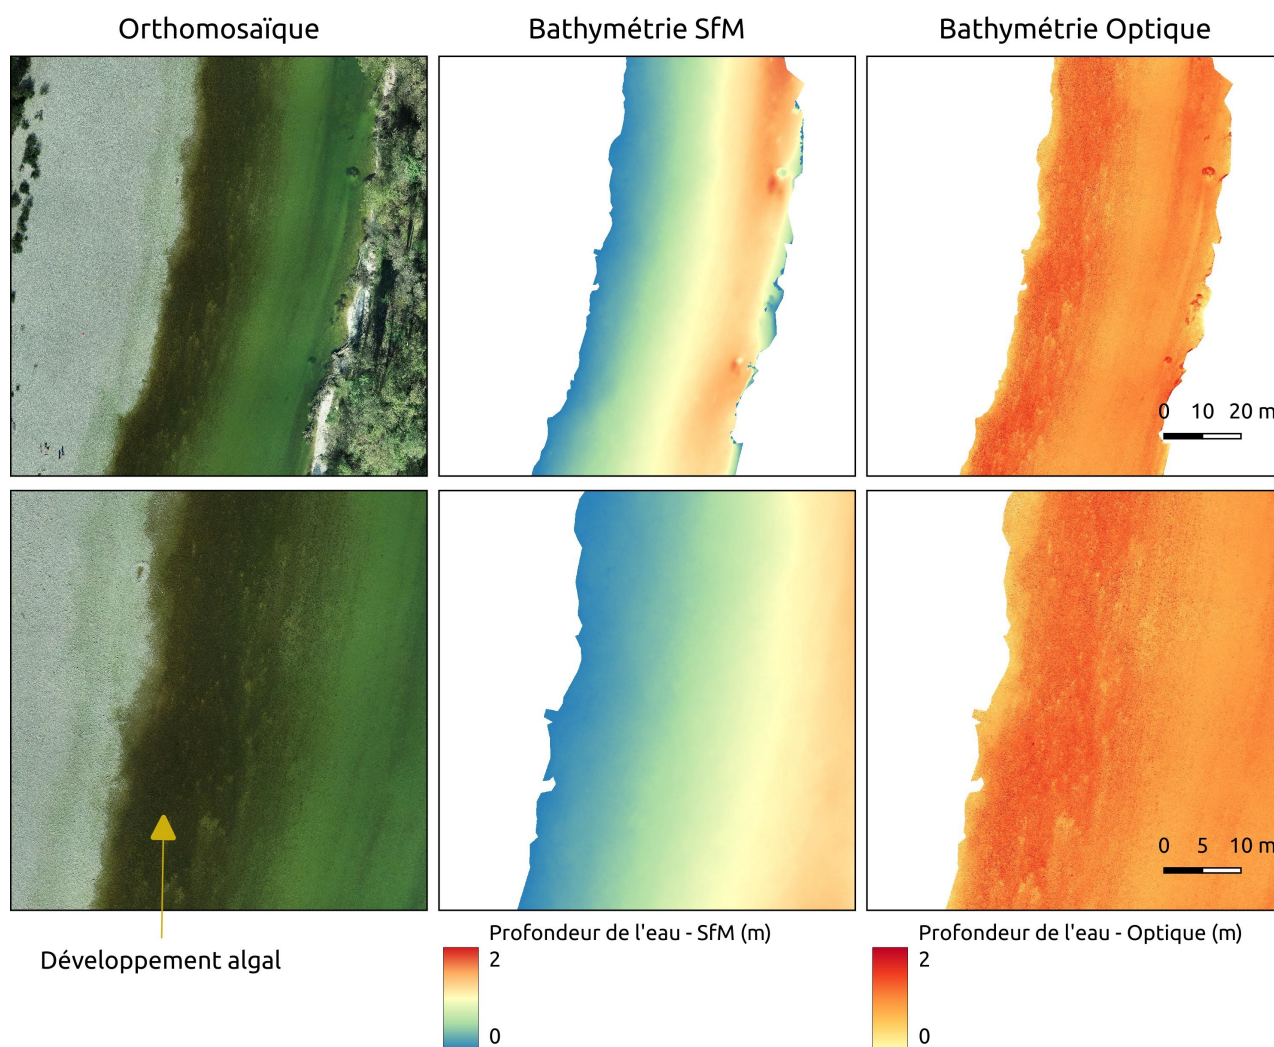 Orthomosaïque
Bathymétrie SfM
Bathymétrie Optique
0 10 20 m
0 5 10 m
Développement algal
Profondeur de l'eau - SfM (m)
2
0
Profondeur de l'eau - Optique (m)
2
0